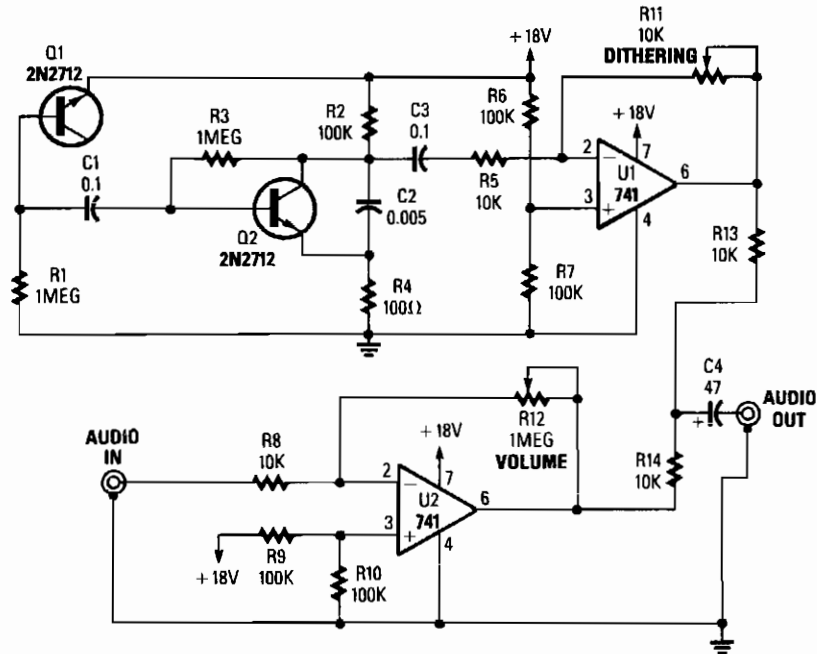 Q1
2N2712
R3
1MEG
C1
0.1
R1
1MEG
Q2
2N2712
R2
100K
C3
0.1
C2
0.005
R4
100Ω
+18V
R6
100K
R5
10K
R7
100K
R11
10K
DITHERING
+18V
2
−
7
6
U1
741
3
+
4
R13
10K
C4
47
+
AUDIO
OUT
R14
10K
AUDIO
IN
R8
10K
R12
1MEG
VOLUME
+18V
2
−
7
6
U2
741
3
+
4
+18V
R9
100K
R10
100K